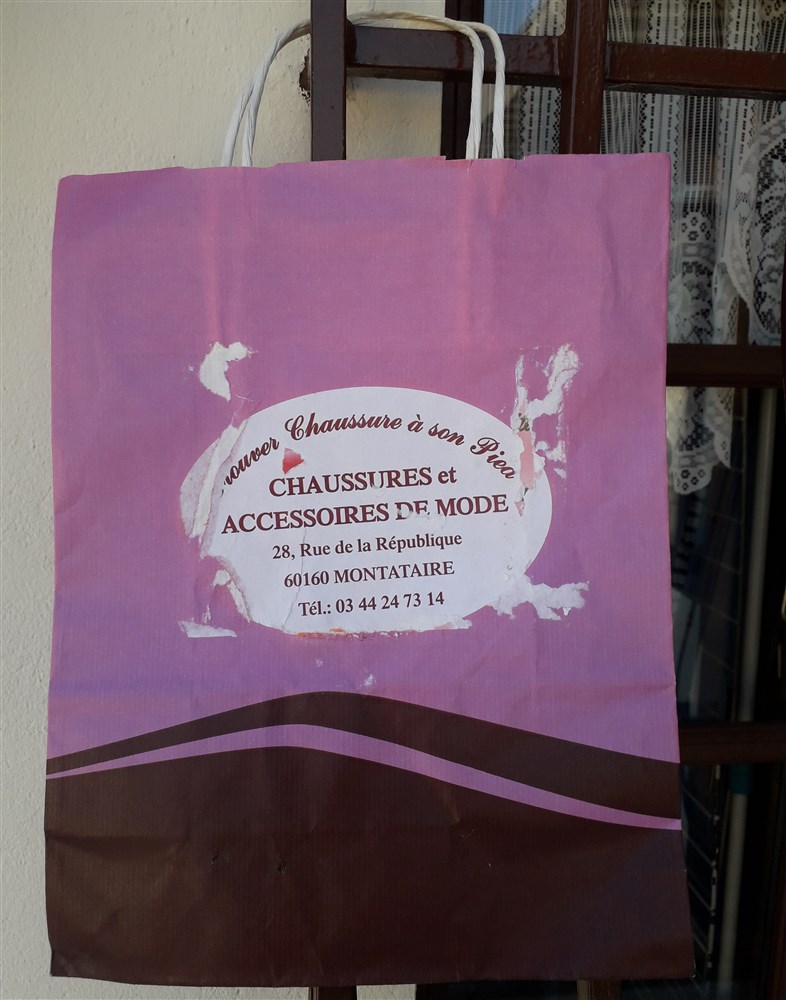 Chaussure à son Pied
CHAUSSURES et
ACCESSOIRES DE MODE
28, Rue de la République
60160 MONTATAIRE
Tél.: 03 44 24 73 14